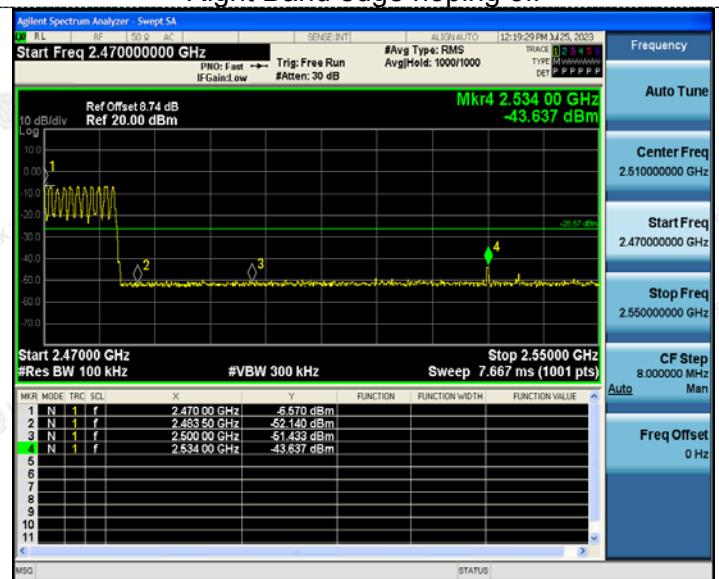 Right Band edge hoping off
Agilent Spectrum Analyzer - Swept SA
RL RF 50 Ω AC SENSE:INT ALIGNAUTO 12:19:29 PM Jul 25, 2023
Start Freq 2.470000000 GHz
PNO: Fast
IFGain:Low
Trig: Free Run
#Atten: 30 dB
#Avg Type: RMS
Avg|Hold: 1000/1000
TRACE 1 2 3 4 5 6
TYPE M W W W W W
DET P P P P P P
Frequency
Auto Tune
Center Freq
2.510000000 GHz
Start Freq
2.470000000 GHz
Stop Freq
2.550000000 GHz
CF Step
8.000000 MHz
Auto Man
Freq Offset
0 Hz
Mkr4 2.534 00 GHz
-43.637 dBm
Ref Offset 8.74 dB
10 dB/div Ref 20.00 dBm
Log
10.0
0.00
-10.0
-20.0
-30.0
-40.0
-50.0
-60.0
-70.0
1
2
3
4
-26.57 dBm
Start 2.47000 GHz Stop 2.55000 GHz
#Res BW 100 kHz #VBW 300 kHz Sweep 7.667 ms (1001 pts)
MKR MODE TRC SCL X Y FUNCTION FUNCTION WIDTH FUNCTION VALUE
1 N 1 f 2.470 00 GHz -6.570 dBm
2 N 1 f 2.483 50 GHz -52.140 dBm
3 N 1 f 2.500 00 GHz -51.433 dBm
4 N 1 f 2.534 00 GHz -43.637 dBm
5
6
7
8
9
10
11
MSG STATUS